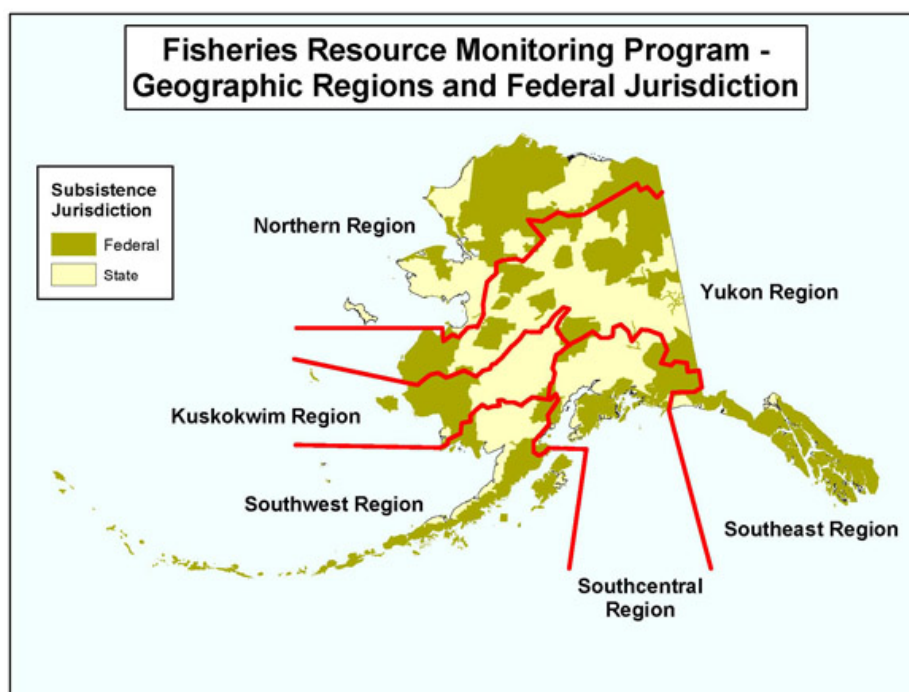 Fisheries Resource Monitoring Program -
Geographic Regions and Federal Jurisdiction
Subsistence
Jurisdiction
Federal
State
Northern Region
Yukon Region
Kuskokwim Region
Southwest Region
Southeast Region
Southcentral
Region